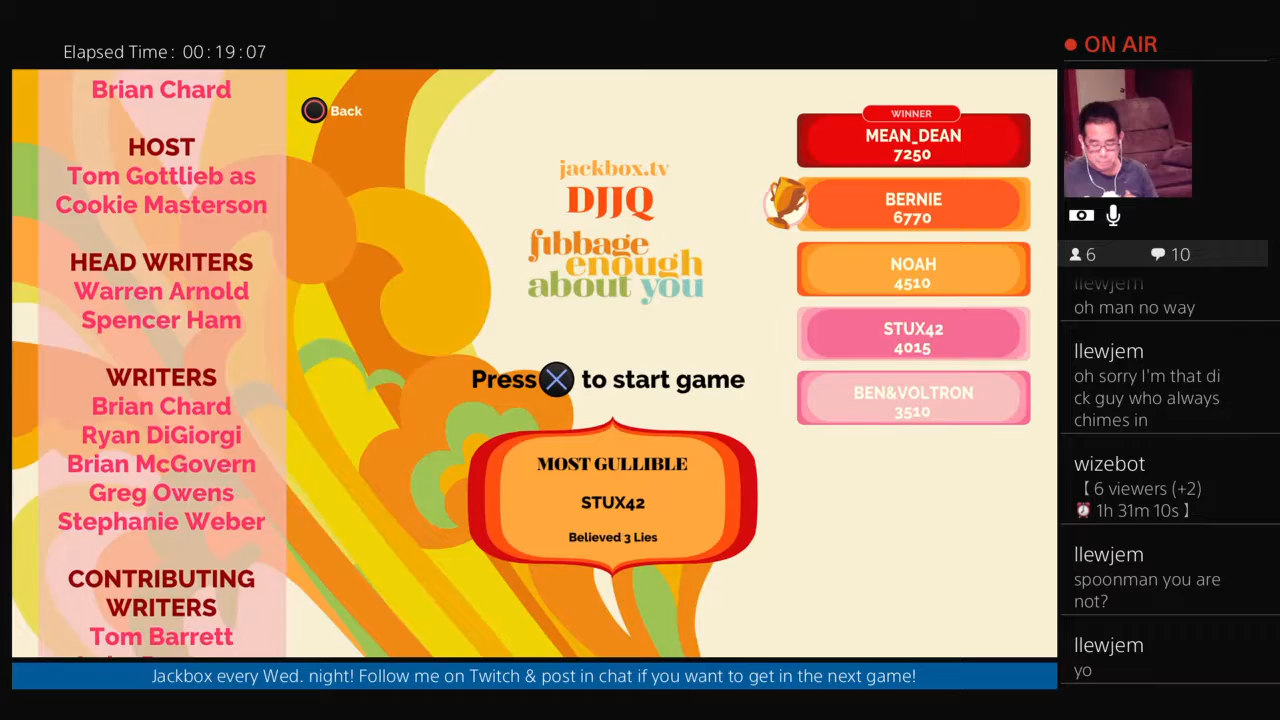 Elapsed Time: 00:19:07
ON AIR
Brian Chard
HOST
Tom Gottlieb as
Cookie Masterson
HEAD WRITERS
Warren Arnold
Spencer Ham
WRITERS
Brian Chard
Ryan DiGiorgi
Brian McGovern
Greg Owens
Stephanie Weber
CONTRIBUTING
WRITERS
Tom Barrett
Back
jackbox.tv
DJJQ
fibbage
enough
about you
Press to start game
MOST GULLIBLE
STUX42
Believed 3 Lies
WINNER
MEAN_DEAN
7250
BERNIE
6770
NOAH
4510
STUX42
4015
BEN&VOLTRON
3510
6
10
llewjem
oh man no way
llewjem
oh sorry I'm that di
ck guy who always
chimes in
wizebot
【 6 viewers (+2)
⏰ 1h 31m 10s 】
llewjem
spoonman you are
not?
llewjem
yo
Jackbox every Wed. night! Follow me on Twitch & post in chat if you want to get in the next game!